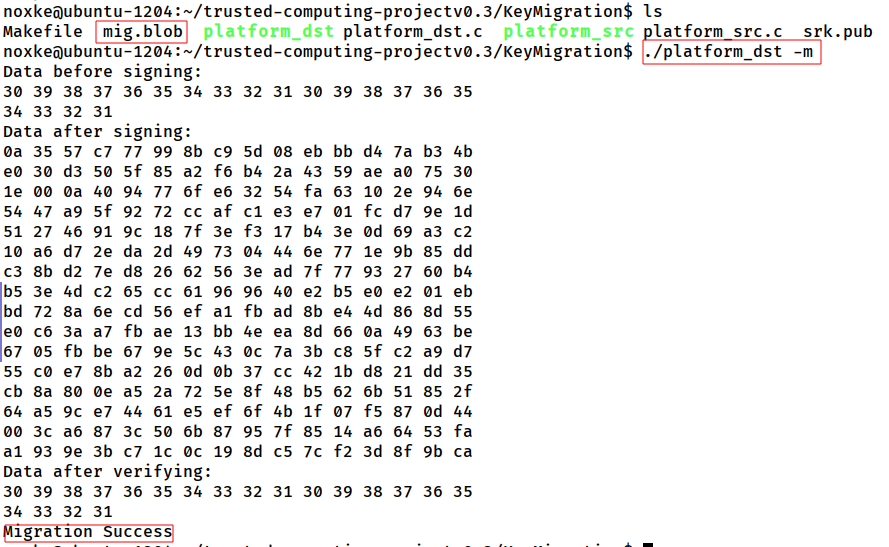 noxke@ubuntu-1204:~/trusted-computing-projectv0.3/KeyMigration$ ls
Makefile mig.blob platform_dst platform_dst.c platform_src platform_src.c srk.pub
noxke@ubuntu-1204:~/trusted-computing-projectv0.3/KeyMigration$ ./platform_dst -m
Data before signing:
30 39 38 37 36 35 34 33 32 31 30 39 38 37 36 35
34 33 32 31
Data after signing:
0a 35 57 c7 77 99 8b c9 5d 08 eb bb d4 7a b3 4b
e0 30 d3 50 5f 85 a2 f6 b4 2a 43 59 ae a0 75 30
1e 00 0a 40 94 77 6f e6 32 54 fa 63 10 2e 94 6e
54 47 a9 5f 92 72 cc af c1 e3 e7 01 fc d7 9e 1d
51 27 46 91 9c 18 7f 3e f3 17 b4 3e 0d 69 a3 c2
10 a6 d7 2e da 2d 49 73 04 44 6e 77 1e 9b 85 dd
c3 8b d2 7e d8 26 62 56 3e ad 7f 77 93 27 60 b4
b5 3e 4d c2 65 cc 61 96 96 40 e2 b5 e0 e2 01 eb
bd 72 8a 6e cd 56 ef a1 fb ad 8b e4 4d 86 8d 55
e0 c6 3a a7 fb ae 13 bb 4e ea 8d 66 0a 49 63 be
67 05 fb be 67 9e 5c 43 0c 7a 3b c8 5f c2 a9 d7
55 c0 e7 8b a2 26 0d 0b 37 cc 42 1b d8 21 dd 35
cb 8a 80 0e a5 2a 72 5e 8f 48 b5 62 6b 51 85 2f
64 a5 9c e7 44 61 e5 ef 6f 4b 1f 07 f5 87 0d 44
00 3c a6 87 3c 50 6b 87 95 7f 85 14 a6 64 53 fa
a1 93 9e 3b c7 1c 0c 19 8d c5 7c f2 3d 8f 9b ca
Data after verifying:
30 39 38 37 36 35 34 33 32 31 30 39 38 37 36 35
34 33 32 31
Migration Success
noxke@ubuntu-1204:~/trusted-computing-projectv0.3/KeyMigration$